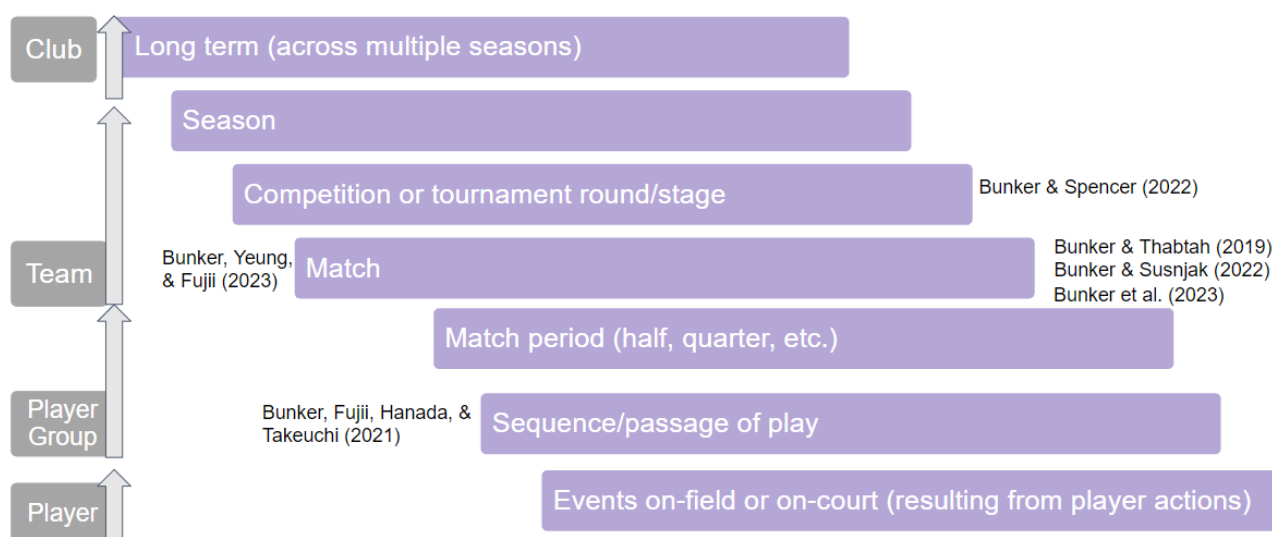 Club
Long term (across multiple seasons)
Season
Competition or tournament round/stage
Bunker & Spencer (2022)
Team
Bunker, Yeung,
& Fujii (2023)
Match
Bunker & Thabtah (2019)
Bunker & Susnjak (2022)
Bunker et al. (2023)
Match period (half, quarter, etc.)
Player
Group
Bunker, Fujii, Hanada, &
Takeuchi (2021)
Sequence/passage of play
Player
Events on-field or on-court (resulting from player actions)